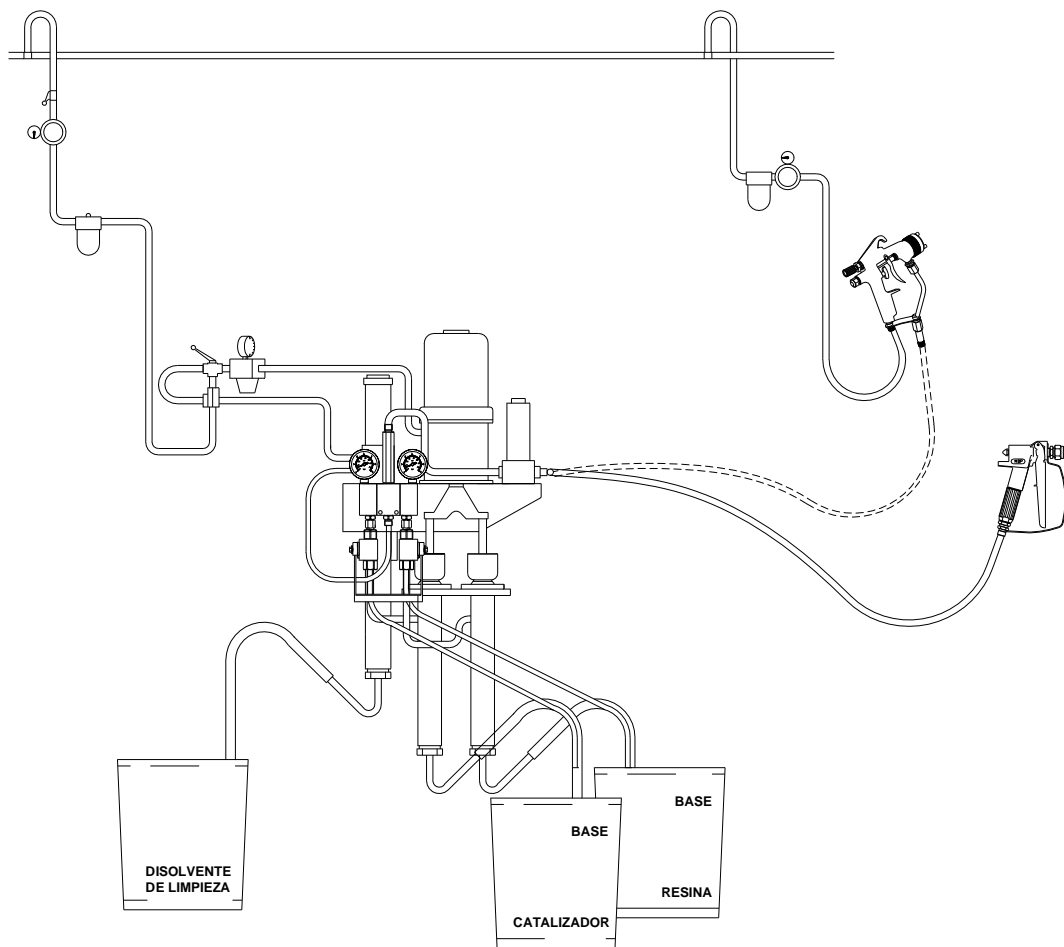 DISOLVENTE
DE LIMPIEZA
BASE
CATALIZADOR
BASE
RESINA